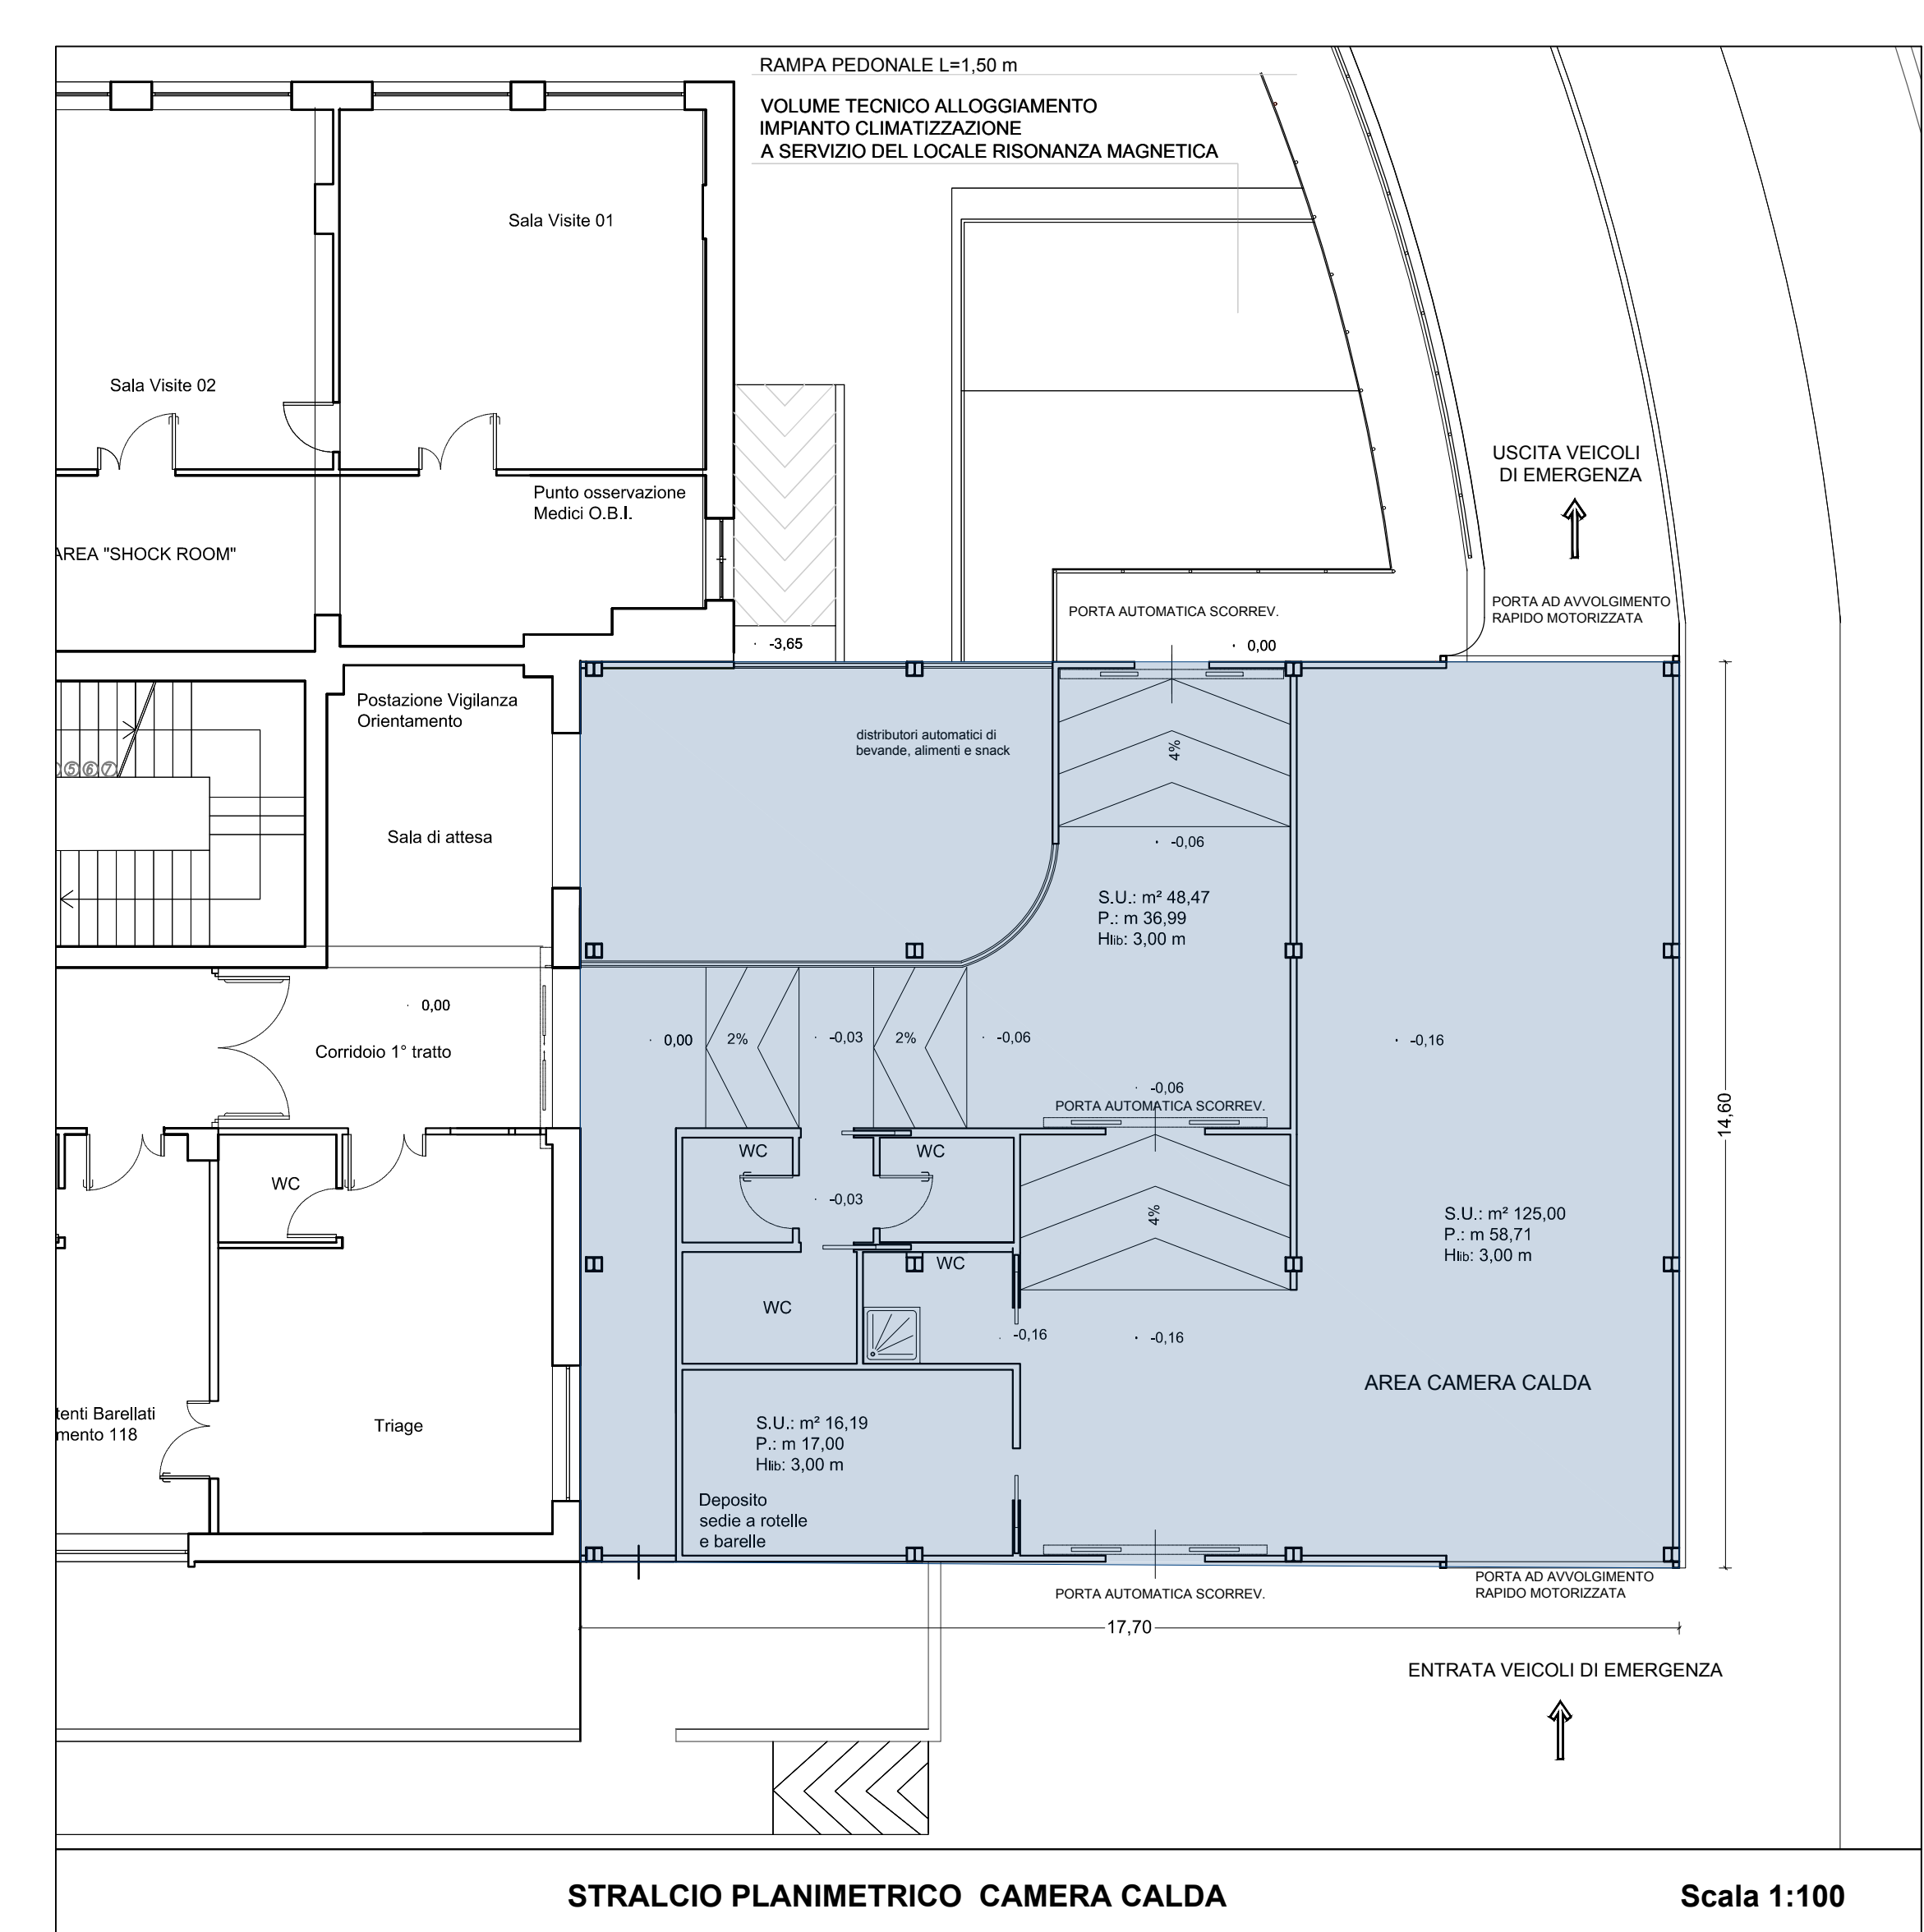 RAMPA PEDONALE L=1,50 m
VOLUME TECNICO ALLOGGIAMENTO
IMPIANTO CLIMATIZZAZIONE
A SERVIZIO DEL LOCALE RISONANZA MAGNETICA
Sala Visite 01
Sala Visite 02
USCITA VEICOLI
DI EMERGENZA
Punto osservazione
Medici O.B.I.
AREA "SHOCK ROOM"
PORTA AUTOMATICA SCORREV.
PORTA AD AVVOLGIMENTO
RAPIDO MOTORIZZATA
-3,65
0,00
Postazione Vigilanza
Orientamento
distributori automatici di
bevande, alimenti e snack
4%
5 6 7
Sala di attesa
-0,06
S.U.: m² 48,47
P.: m 36,99
Hlib: 3,00 m
0,00
Corridoio 1° tratto
0,00
2%
-0,03
2%
-0,06
-0,16
-0,06
PORTA AUTOMATICA SCORREV.
14,60
WC
WC
WC
-0,03
4%
S.U.: m² 125,00
P.: m 58,71
Hlib: 3,00 m
WC
WC
-0,16
-0,16
AREA CAMERA CALDA
tenti Barellati
mento 118
Triage
S.U.: m² 16,19
P.: m 17,00
Hlib: 3,00 m
Deposito
sedie a rotelle
e barelle
PORTA AUTOMATICA SCORREV.
PORTA AD AVVOLGIMENTO
RAPIDO MOTORIZZATA
17,70
ENTRATA VEICOLI DI EMERGENZA
STRALCIO PLANIMETRICO CAMERA CALDA
Scala 1:100